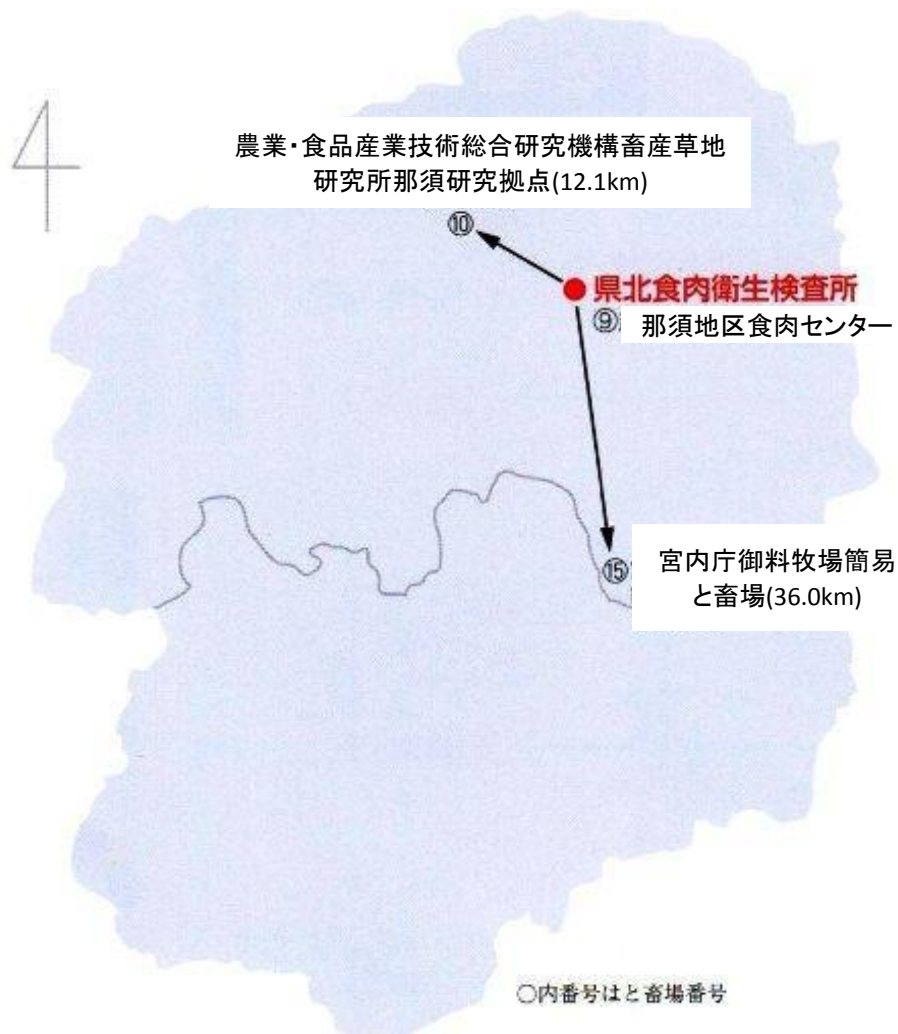 農業・食品産業技術総合研究機構畜産草地
研究所那須研究拠点(12.1km)
⑩
県北食肉衛生検査所
⑨
那須地区食肉センター
⑮
宮内庁御料牧場簡易
と畜場(36.0km)
○内番号はと畜場番号